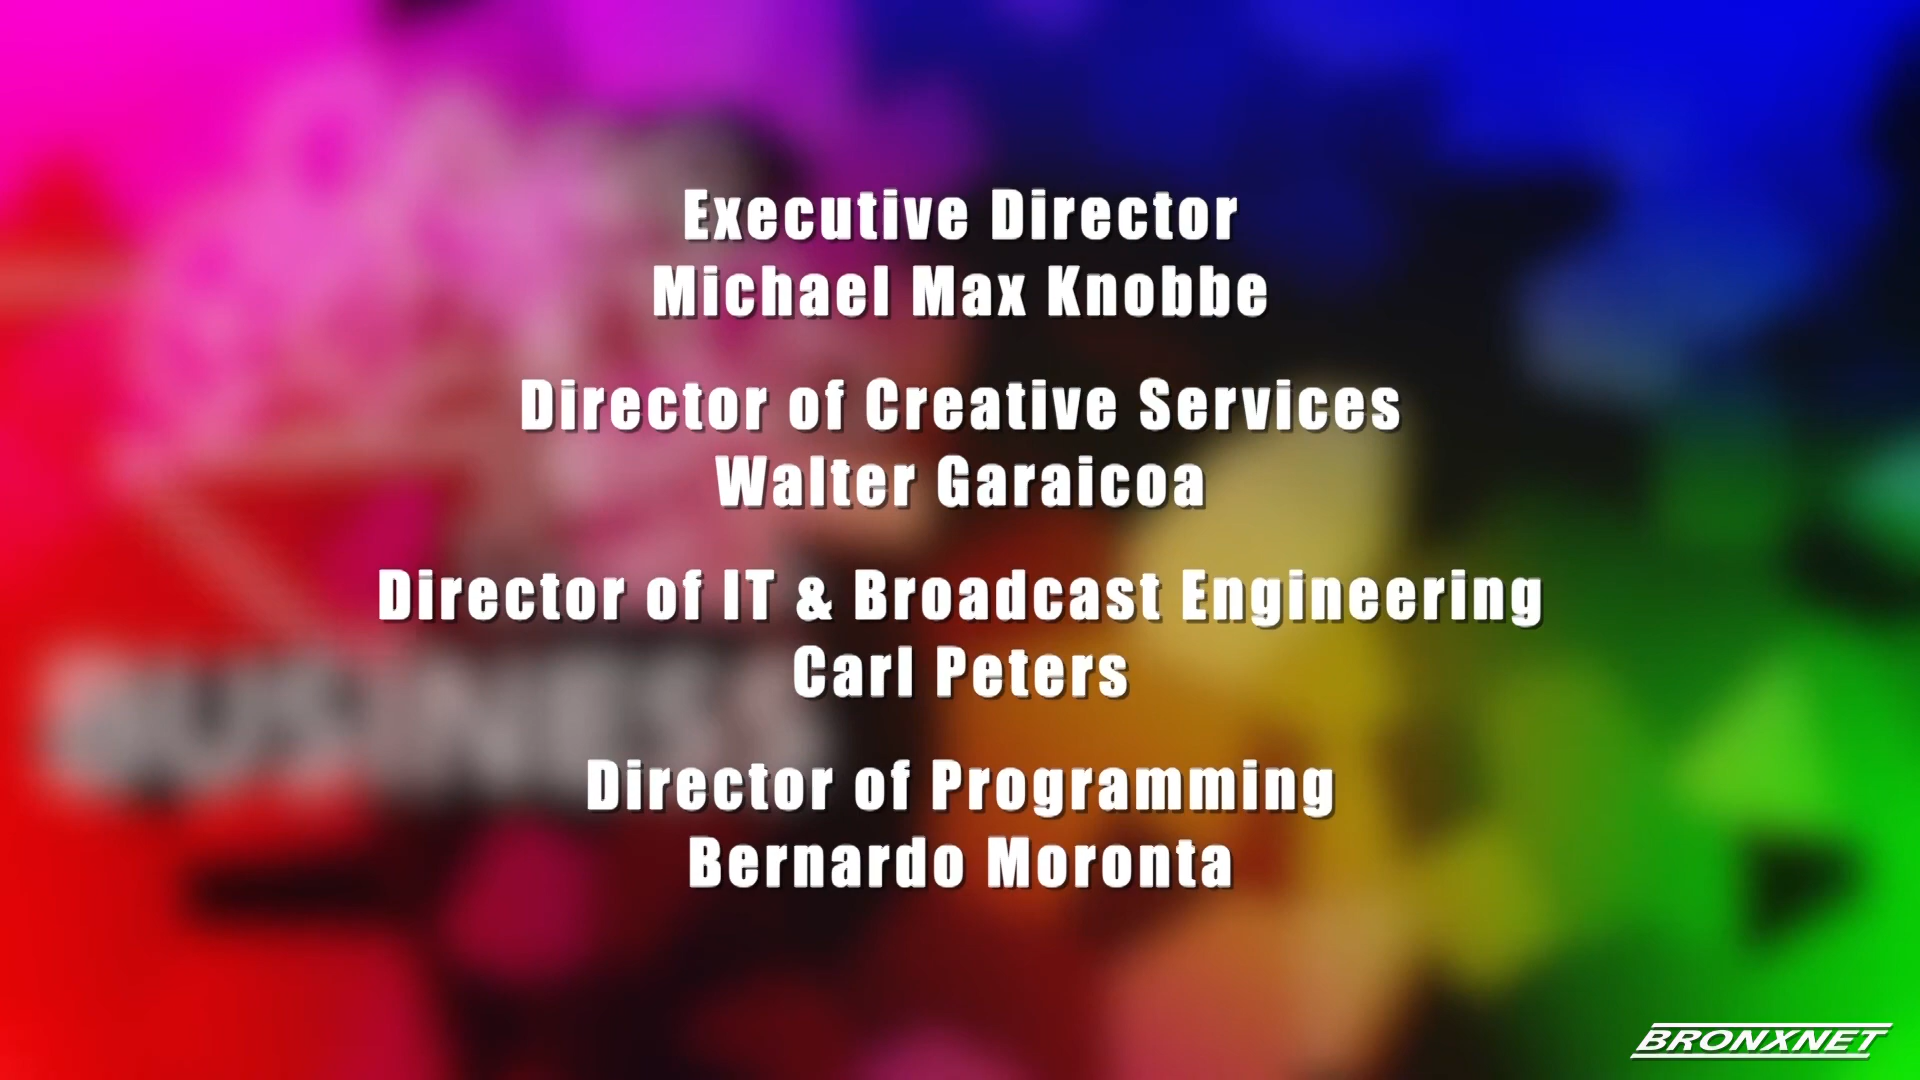 Executive Director
Michael Max Knobbe
Director of Creative Services
Walter Garaicoa
Director of IT & Broadcast Engineering
Carl Peters
Director of Programming
Bernardo Moronta
BUSINESS
BRONXNET